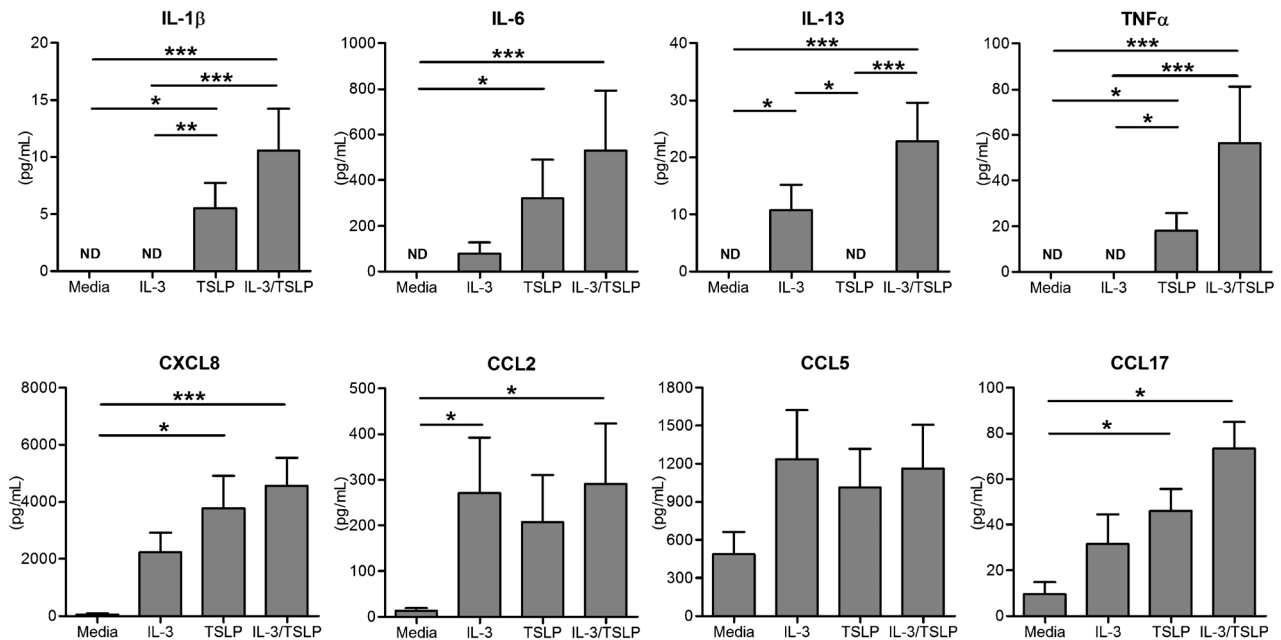 IL-1β
20
15
10
5
0
(pg/mL)
***
***
*
**
ND ND
Media IL-3 TSLP IL-3/TSLP
IL-6
1000
800
600
400
200
0
(pg/mL)
***
*
ND
Media IL-3 TSLP IL-3/TSLP
IL-13
40
30
20
10
0
(pg/mL)
***
***
*
*
ND ND
Media IL-3 TSLP IL-3/TSLP
TNFα
100
80
60
40
20
0
(pg/mL)
***
***
*
*
ND ND
Media IL-3 TSLP IL-3/TSLP
CXCL8
8000
6000
4000
2000
0
(pg/mL)
***
*
Media IL-3 TSLP IL-3/TSLP
CCL2
500
400
300
200
100
0
(pg/mL)
*
*
Media IL-3 TSLP IL-3/TSLP
CCL5
1800
1500
1200
900
600
300
0
(pg/mL)
Media IL-3 TSLP IL-3/TSLP
CCL17
100
80
60
40
20
0
(pg/mL)
*
*
Media IL-3 TSLP IL-3/TSLP